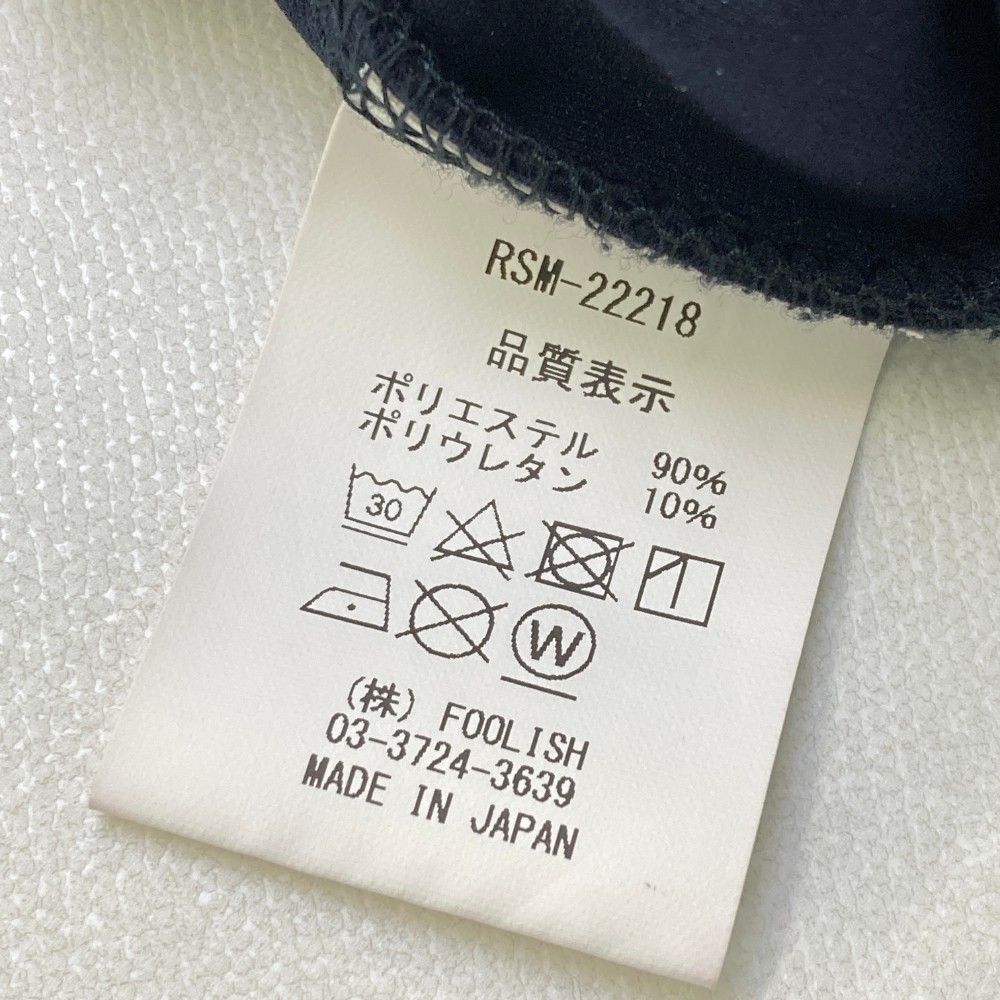 RSM-22218
品質表示
ポリエステル 90%
ポリウレタン 10%
30
W
(株) FOOLISH
03-3724-3639
MADE IN JAPAN